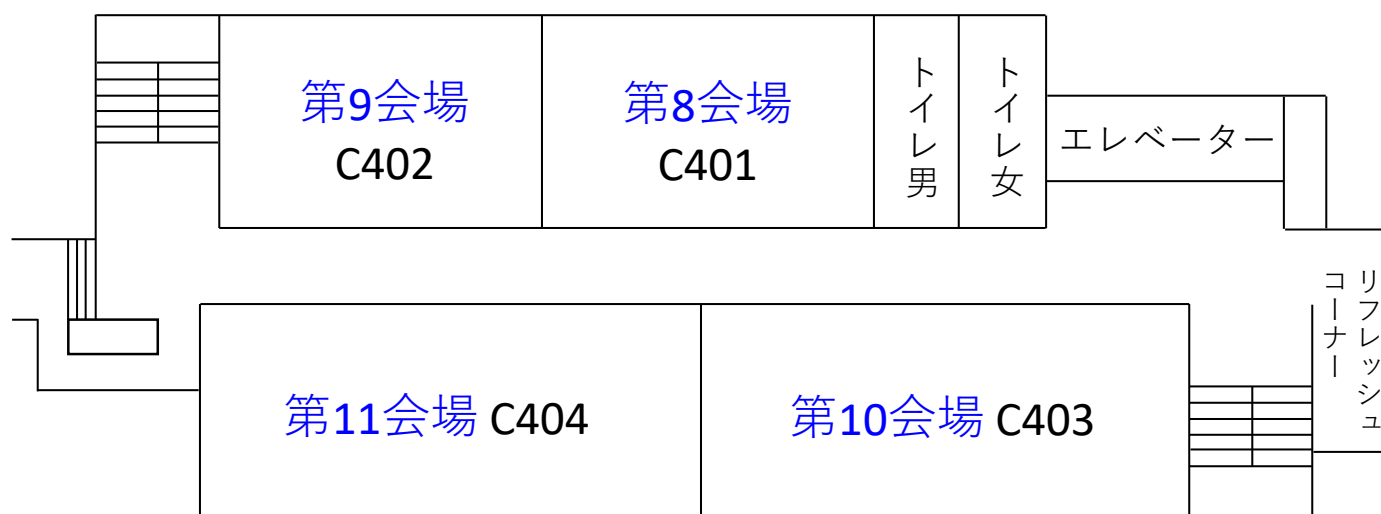 第9会場
C402
第8会場
C401
トイレ男
トイレ女
エレベーター
リフレッシュ
コーナー
第11会場 C404
第10会場 C403